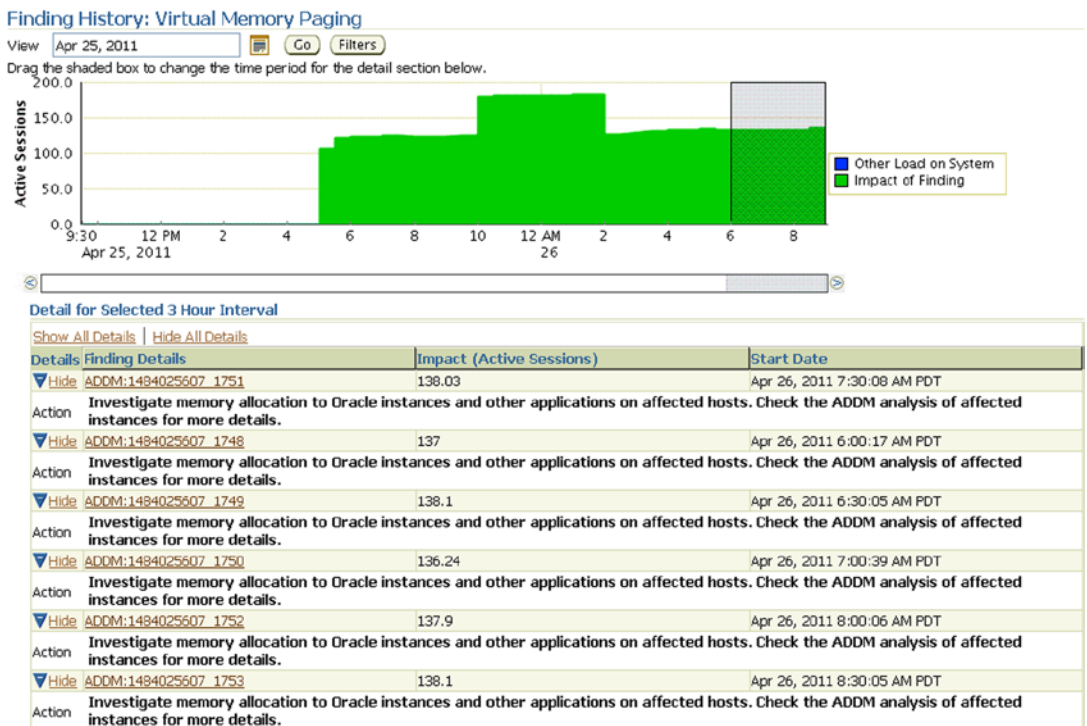 Finding History: Virtual Memory Paging
View Apr 25, 2011 Go Filters
Drag the shaded box to change the time period for the detail section below.
Active Sessions
200.0
150.0
100.0
50.0
0.0
9:30 12 PM 2 4 6 8 10 12 AM 2 4 6 8
Apr 25, 2011 26
Other Load on System
Impact of Finding
Detail for Selected 3 Hour Interval
Show All Details | Hide All Details
Details Finding Details Impact (Active Sessions) Start Date
Hide ADDM:1484025607_1751 138.03 Apr 26, 2011 7:30:08 AM PDT
Action Investigate memory allocation to Oracle instances and other applications on affected hosts. Check the ADDM analysis of affected
instances for more details.
Hide ADDM:1484025607_1748 137 Apr 26, 2011 6:00:17 AM PDT
Action Investigate memory allocation to Oracle instances and other applications on affected hosts. Check the ADDM analysis of affected
instances for more details.
Hide ADDM:1484025607_1749 138.1 Apr 26, 2011 6:30:05 AM PDT
Action Investigate memory allocation to Oracle instances and other applications on affected hosts. Check the ADDM analysis of affected
instances for more details.
Hide ADDM:1484025607_1750 136.24 Apr 26, 2011 7:00:39 AM PDT
Action Investigate memory allocation to Oracle instances and other applications on affected hosts. Check the ADDM analysis of affected
instances for more details.
Hide ADDM:1484025607_1752 137.9 Apr 26, 2011 8:00:06 AM PDT
Action Investigate memory allocation to Oracle instances and other applications on affected hosts. Check the ADDM analysis of affected
instances for more details.
Hide ADDM:1484025607_1753 138.1 Apr 26, 2011 8:30:05 AM PDT
Action Investigate memory allocation to Oracle instances and other applications on affected hosts. Check the ADDM analysis of affected
instances for more details.